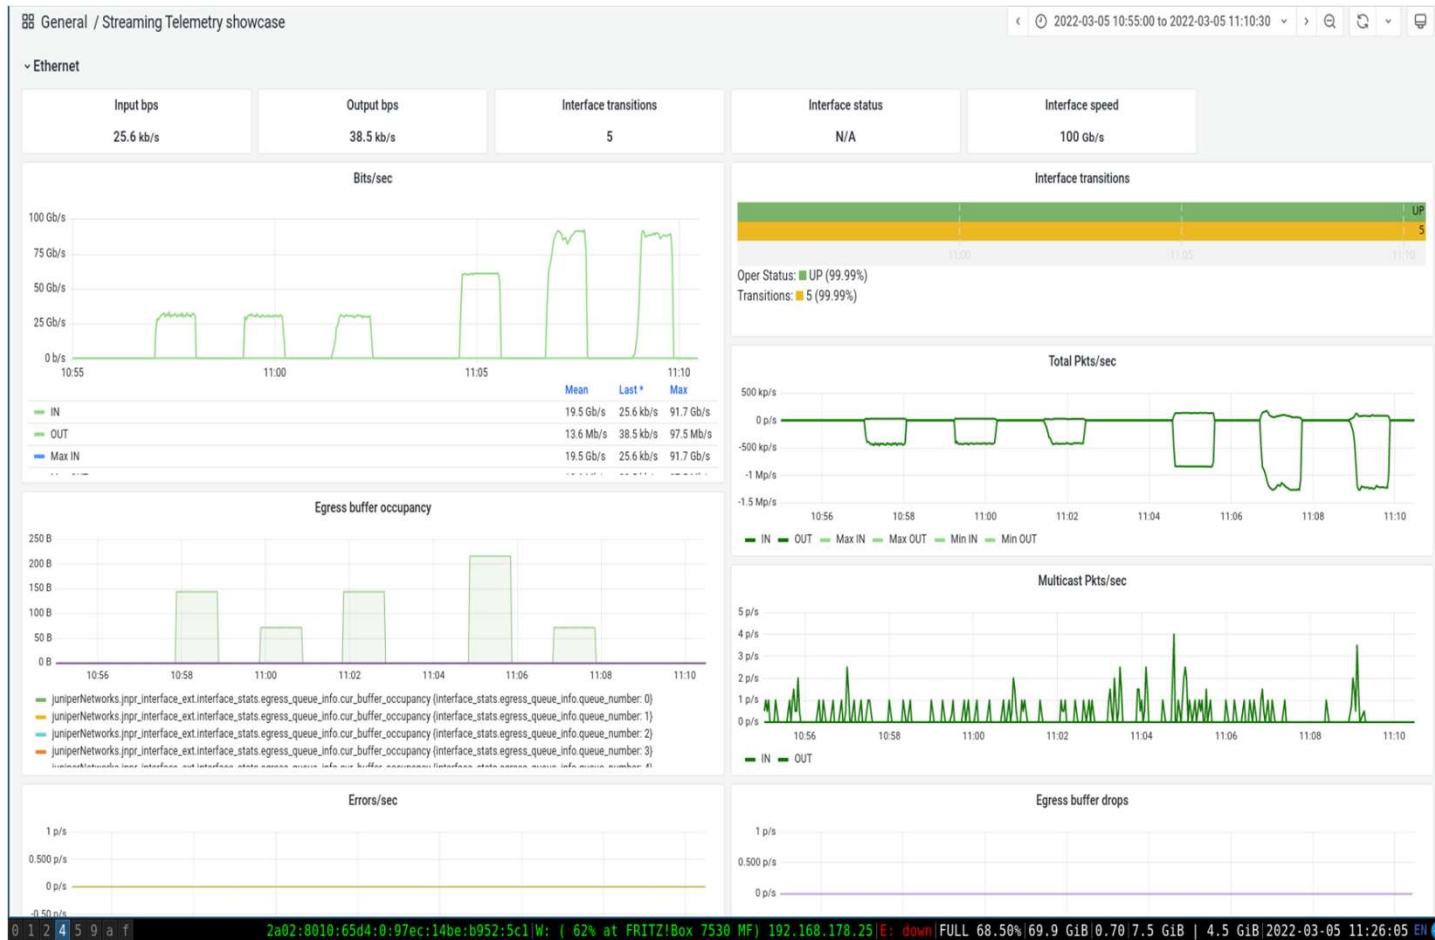 General / Streaming Telemetry showcase
2022-03-05 10:55:00 to 2022-03-05 11:10:30
Ethernet
Input bps
25.6 kb/s
Output bps
38.5 kb/s
Interface transitions
5
Interface status
N/A
Interface speed
100 Gb/s
Bits/sec
100 Gb/s
75 Gb/s
50 Gb/s
25 Gb/s
0 b/s
10:55 11:00 11:05 11:10
Mean Last * Max
IN 19.5 Gb/s 25.6 kb/s 91.7 Gb/s
OUT 13.6 Mb/s 38.5 kb/s 97.5 Mb/s
Max IN 19.5 Gb/s 25.6 kb/s 91.7 Gb/s
Interface transitions
UP
5
11:00 11:05 11:10
Oper Status: UP (99.99%)
Transitions: 5 (99.99%)
Total Pkts/sec
500 kp/s
0 p/s
-500 kp/s
-1 Mp/s
-1.5 Mp/s
10:56 10:58 11:00 11:02 11:04 11:06 11:08 11:10
IN OUT Max IN Max OUT Min IN Min OUT
Egress buffer occupancy
250 B
200 B
150 B
100 B
50 B
0 B
10:56 10:58 11:00 11:02 11:04 11:06 11:08 11:10
juniperNetworks.jnpr_interface_ext.interface_stats.egress_queue_info.cur_buffer_occupancy {interface_stats.egress_queue_info.queue_number: 0}
juniperNetworks.jnpr_interface_ext.interface_stats.egress_queue_info.cur_buffer_occupancy {interface_stats.egress_queue_info.queue_number: 1}
juniperNetworks.jnpr_interface_ext.interface_stats.egress_queue_info.cur_buffer_occupancy {interface_stats.egress_queue_info.queue_number: 2}
juniperNetworks.jnpr_interface_ext.interface_stats.egress_queue_info.cur_buffer_occupancy {interface_stats.egress_queue_info.queue_number: 3}
Multicast Pkts/sec
5 p/s
4 p/s
3 p/s
2 p/s
1 p/s
0 p/s
10:56 10:58 11:00 11:02 11:04 11:06 11:08 11:10
IN OUT
Errors/sec
1 p/s
0.500 p/s
0 p/s
-0.50 p/s
Egress buffer drops
1 p/s
0.500 p/s
0 p/s
0 1 2 4 5 9 a f 2a02:8010:65d4:0:97ec:14be:b952:5c1|W: ( 62% at FRITZ!Box 7530 MF) 192.168.178.25|E: down|FULL 68.50%|69.9 GiB|0.70|7.5 GiB | 4.5 GiB|2022-03-05 11:26:05 EN